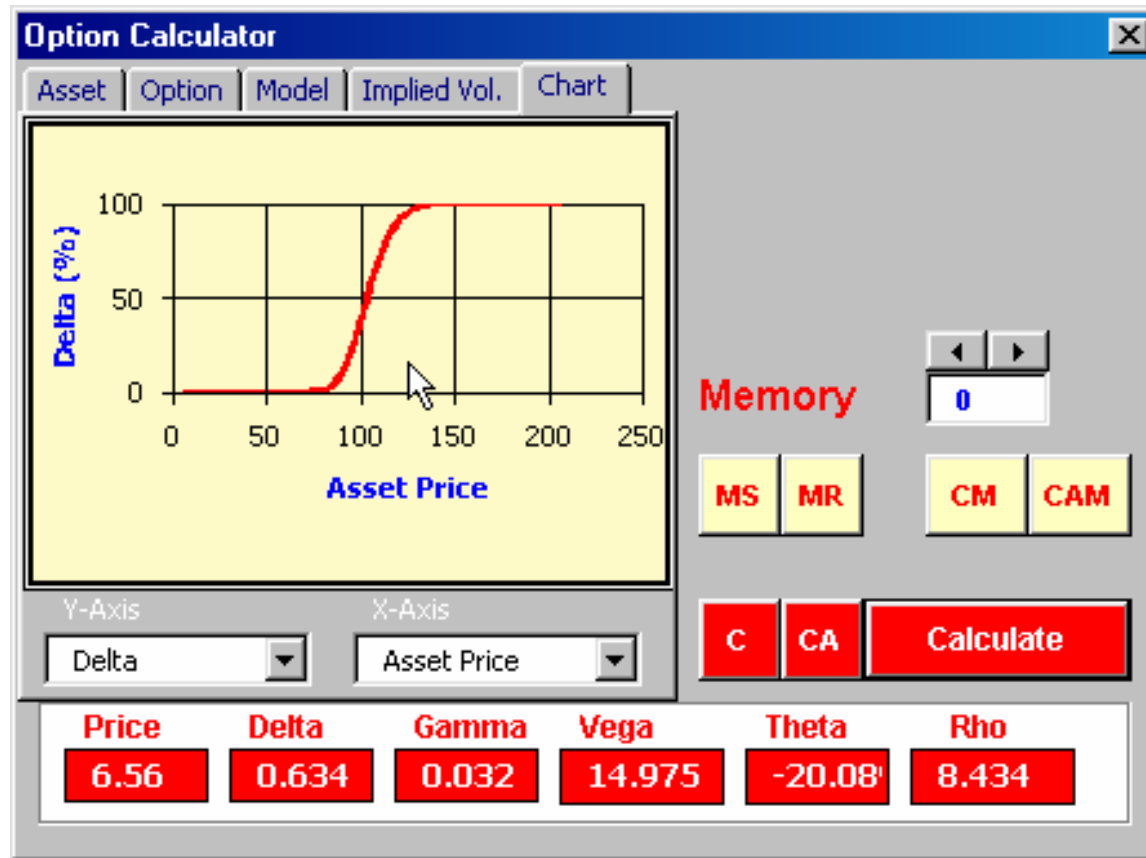 Option Calculator
Asset Option Model Implied Vol. Chart
100
50
0
Delta (%)
0 50 100 150 200 250
Asset Price
Memory
0
MS MR CM CAM
Y-Axis X-Axis
Delta Asset Price
C CA Calculate
Price Delta Gamma Vega Theta Rho
6.56 0.634 0.032 14.975 -20.08 8.434